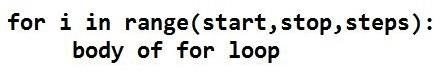 for i in range(start,stop,steps):
body of for loop